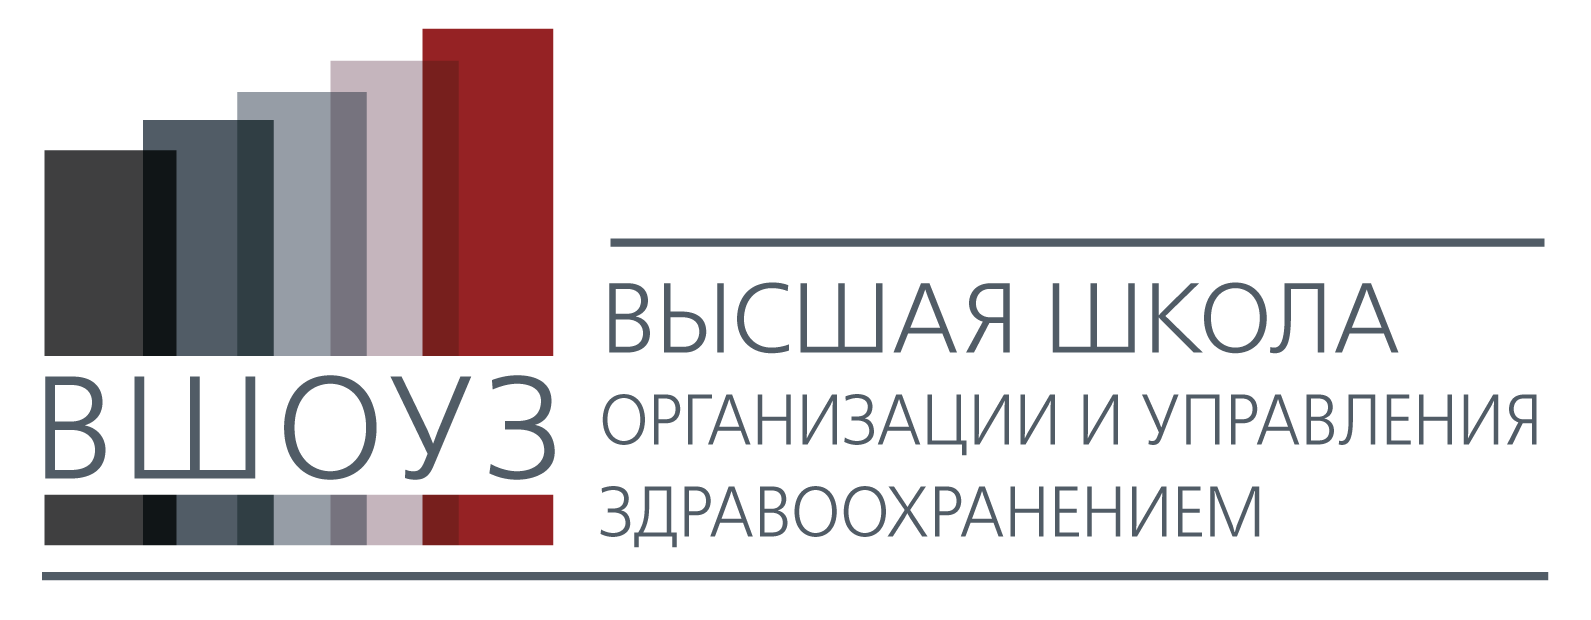 ВШОУЗ
ВЫСШАЯ ШКОЛА
ОРГАНИЗАЦИИ И УПРАВЛЕНИЯ
ЗДРАВООХРАНЕНИЕМ